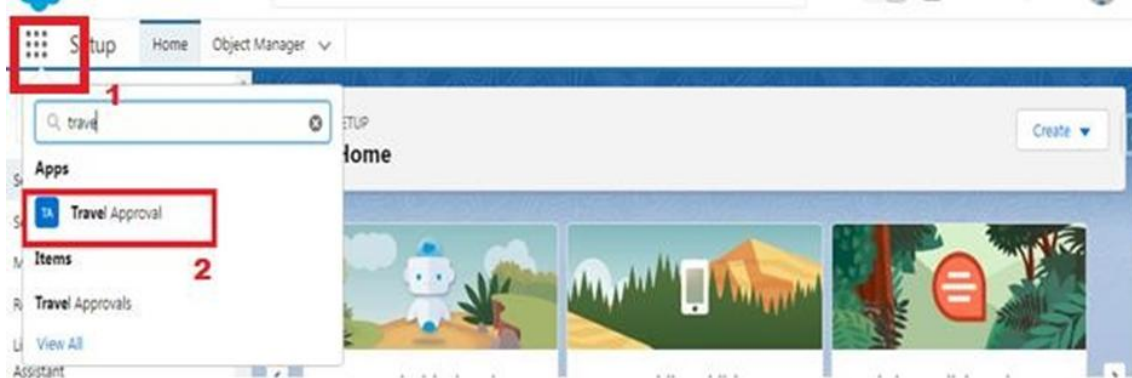 Setup Home Object Manager
1
trave
SETUP
Home
Create
Apps
TA Travel Approval
2
Items
Travel Approvals
View All
Assistant